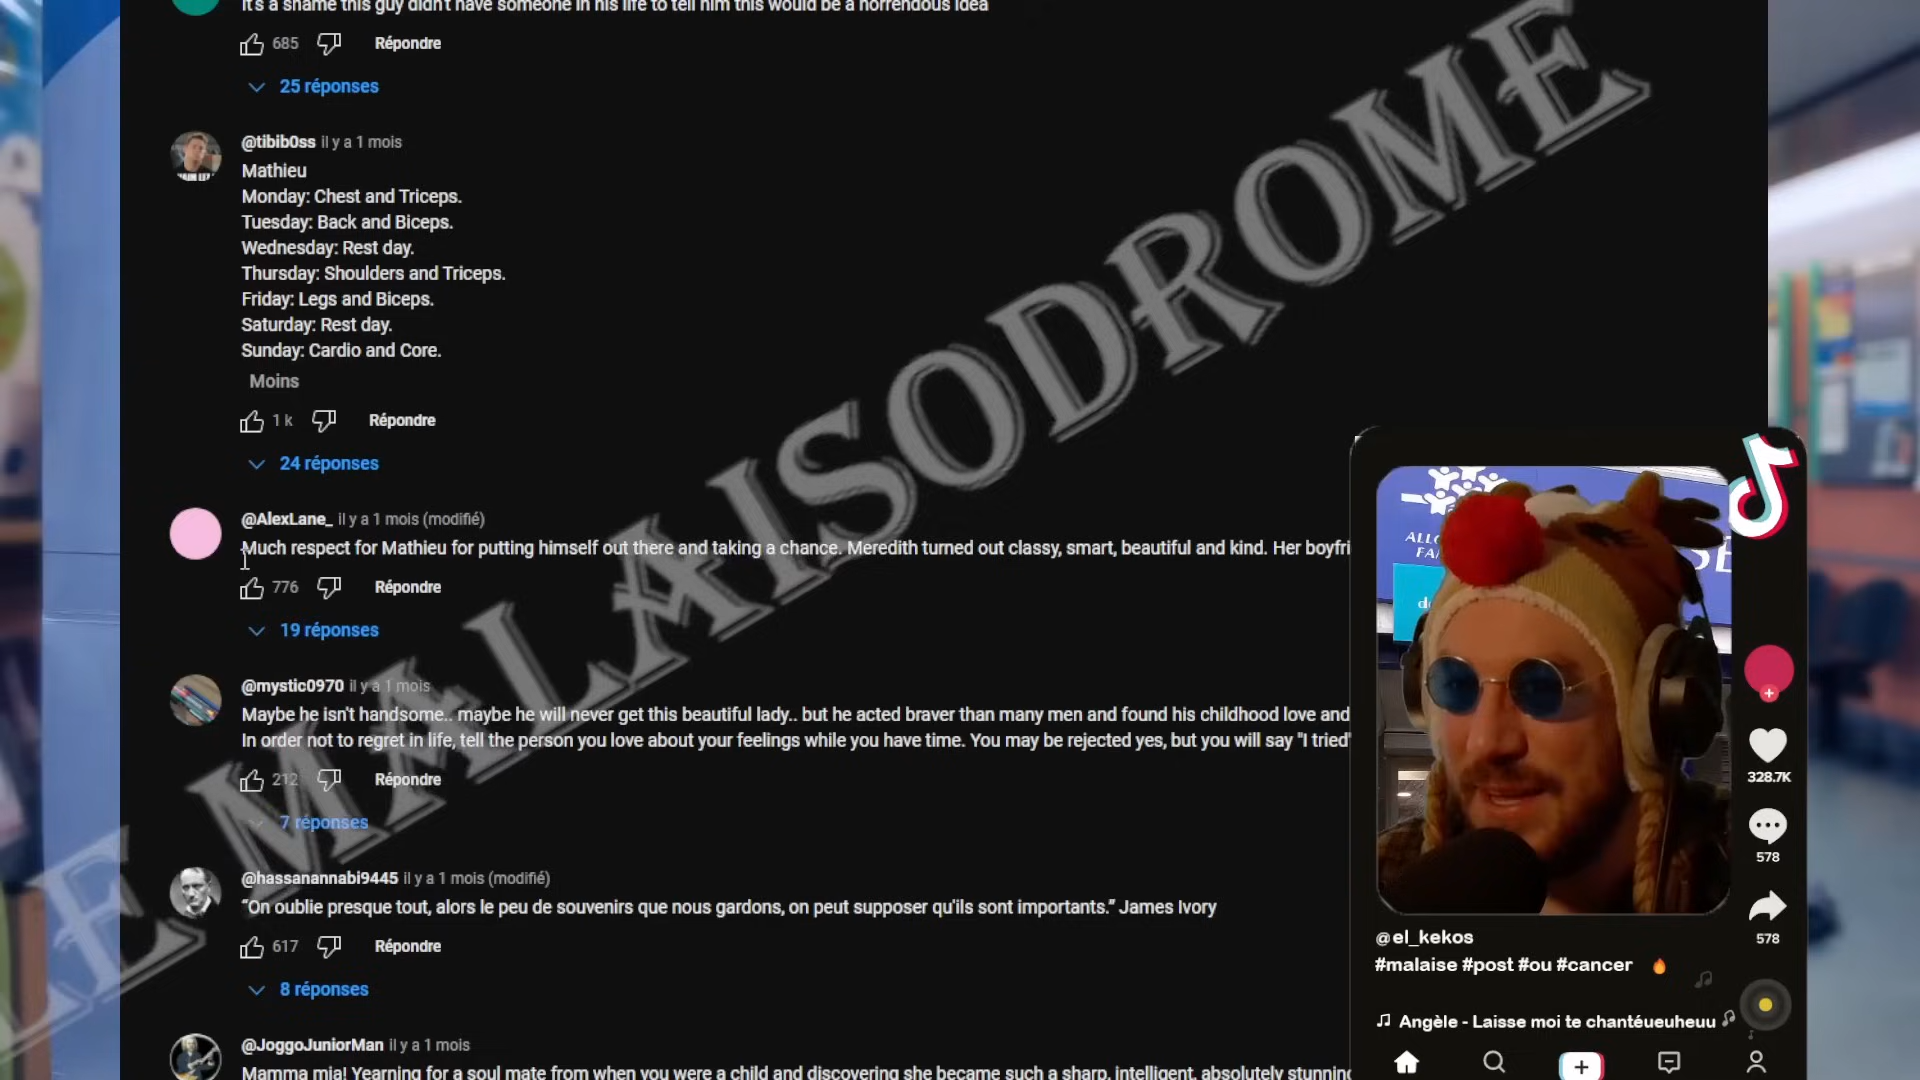 It's a shame this guy didn't have someone in his life to tell him this would be a horrendous idea
685 Répondre
25 réponses
@tibib0ss il y a 1 mois
Mathieu
Monday: Chest and Triceps.
Tuesday: Back and Biceps.
Wednesday: Rest day.
Thursday: Shoulders and Triceps.
Friday: Legs and Biceps.
Saturday: Rest day.
Sunday: Cardio and Core.
Moins
1 k Répondre
24 réponses
@AlexLane_ il y a 1 mois (modifié)
Much respect for Mathieu for putting himself out there and taking a chance. Meredith turned out classy, smart, beautiful and kind. Her boyfri
776 Répondre
19 réponses
@mystic0970 il y a 1 mois
Maybe he isn't handsome.. maybe he will never get this beautiful lady.. but he acted braver than many men and found his childhood love and
In order not to regret in life, tell the person you love about your feelings while you have time. You may be rejected yes, but you will say "I tried"
212 Répondre
7 réponses
@hassanannabi9445 il y a 1 mois (modifié)
“On oublie presque tout, alors le peu de souvenirs que nous gardons, on peut supposer qu'ils sont importants.” James Ivory
617 Répondre
8 réponses
@JoggoJuniorMan il y a 1 mois
Mamma mia! Yearning for a soul mate from when you were a child and discovering she became such a sharp, intelligent, absolutely stunning
LE MALAISODROME
ALLO
FA
328.7K
578
578
@el_kekos
#malaise #post #ou #cancer 🔥
Angèle - Laisse moi te chantéueuheuu